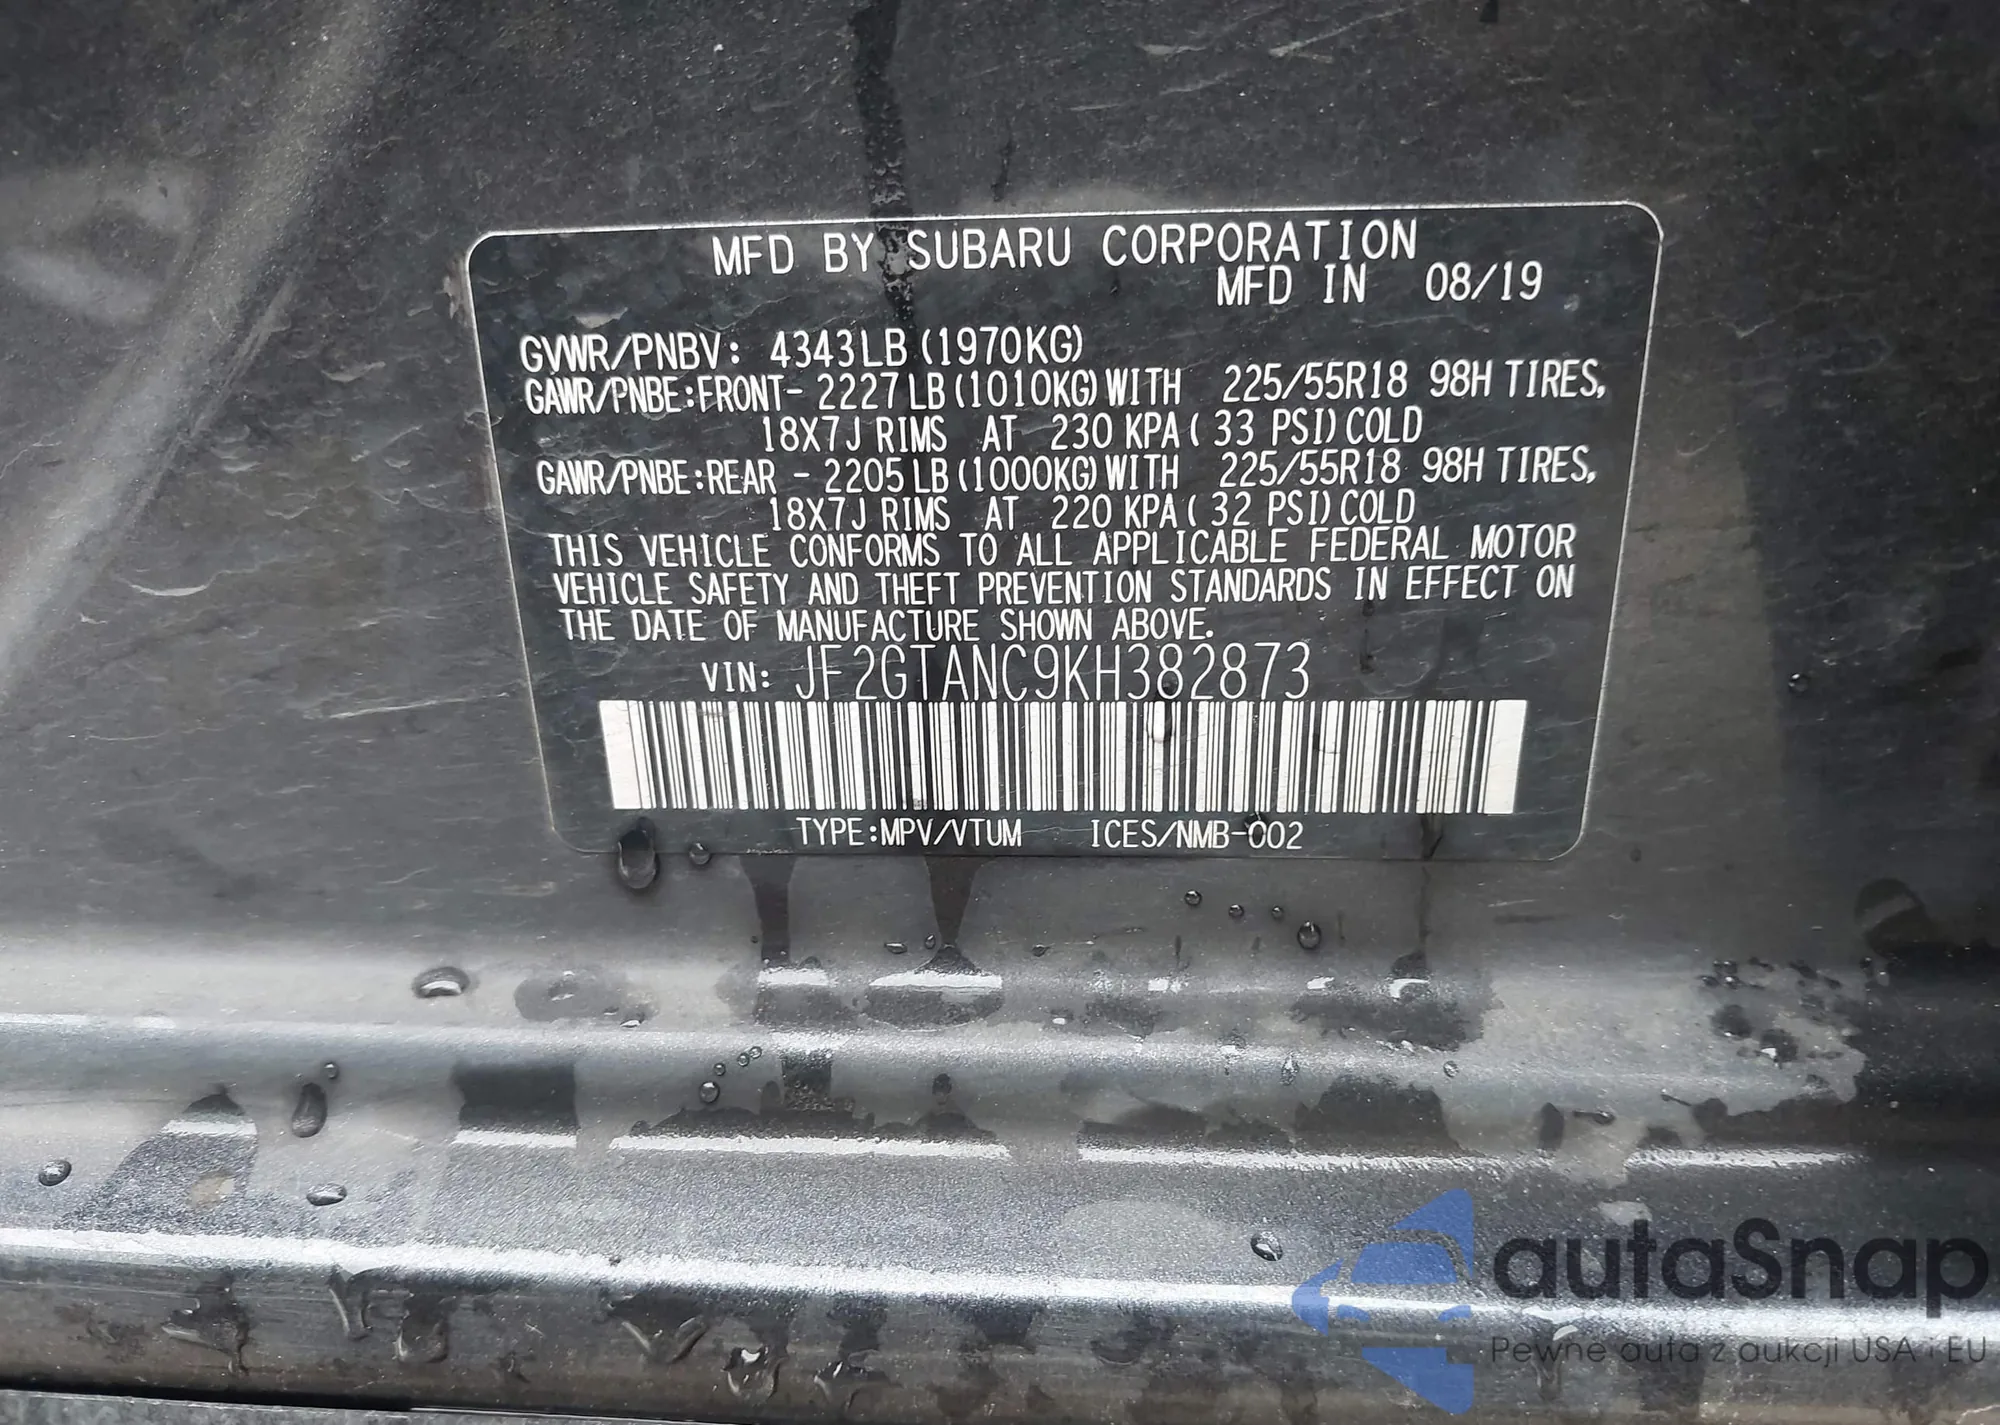 MFD BY SUBARU CORPORATION
MFD IN 08/19
GVWR/PNBV: 4343LB (1970KG)
GAWR/PNBE:FRONT- 2227LB (1010KG) WITH 225/55R18 98H TIRES,
18X7J RIMS AT 230 KPA ( 33 PSI) COLD
GAWR/PNBE:REAR - 2205LB (1000KG) WITH 225/55R18 98H TIRES,
18X7J RIMS AT 220 KPA ( 32 PSI) COLD
THIS VEHICLE CONFORMS TO ALL APPLICABLE FEDERAL MOTOR
VEHICLE SAFETY AND THEFT PREVENTION STANDARDS IN EFFECT ON
THE DATE OF MANUFACTURE SHOWN ABOVE.
VIN: JF2GTANC9KH382873
TYPE:MPV/VTUM ICES/NMB-002
autaSnap
Pewne auta z aukcji USA i EU